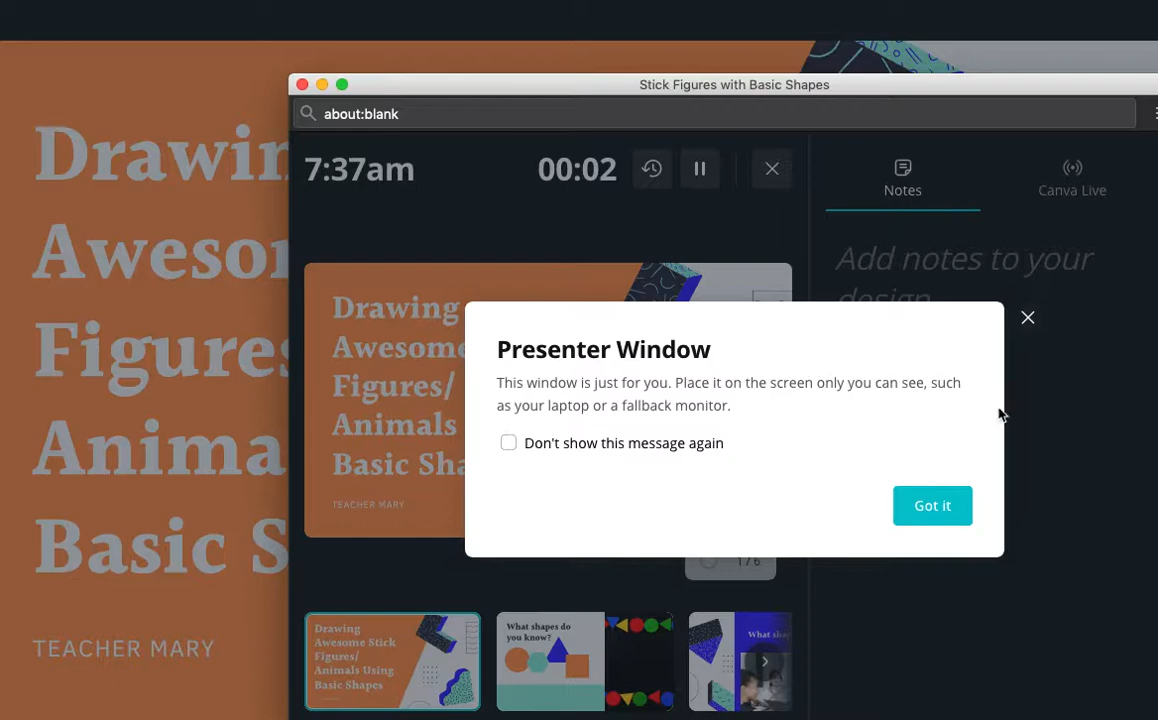 Stick Figures with Basic Shapes
about:blank
Drawin
Aweso
Figures
Anima
Basic S
TEACHER MARY
7:37am
00:02
Notes
Canva Live
Add notes to your
design
Drawing
Awesome
Figures/
Animals
Basic Sha
TEACHER MARY
Presenter Window
This window is just for you. Place it on the screen only you can see, such
as your laptop or a fallback monitor.
Don't show this message again
Got it
Drawing
Awesome Stick
Figures/
Animals Using
Basic Shapes
What shapes do
you know?
What sha